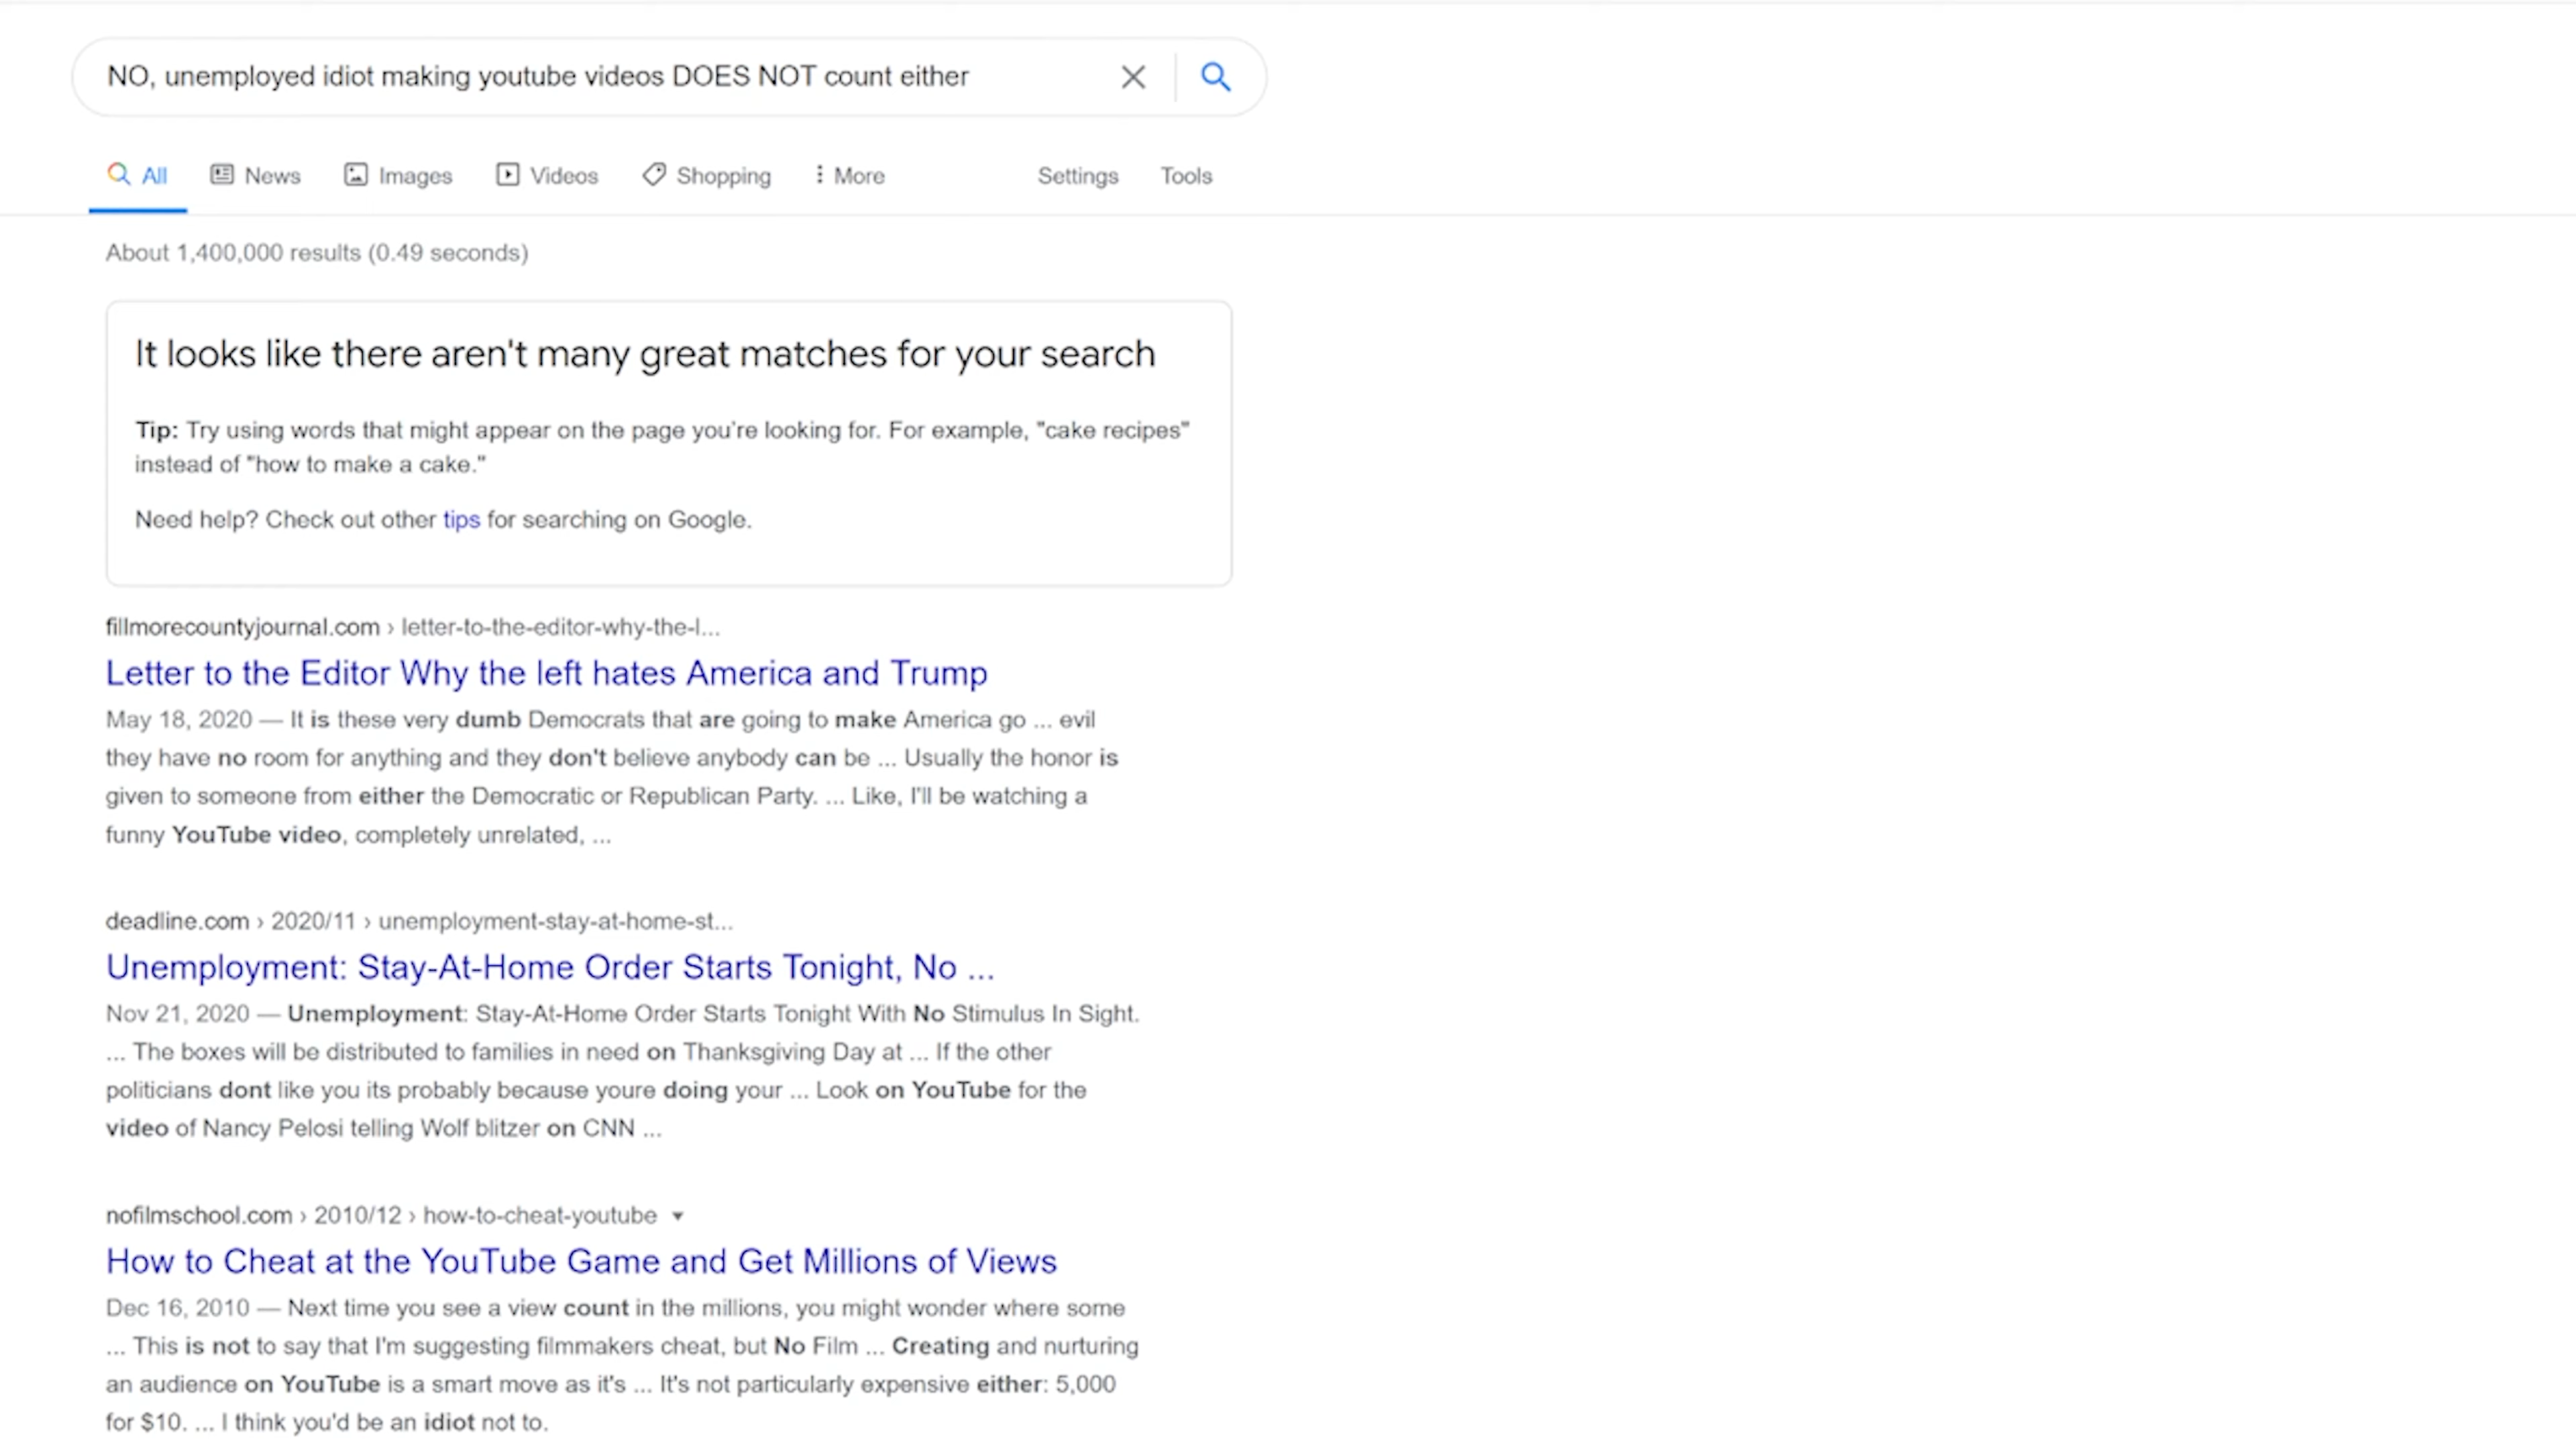 NO, unemployed idiot making youtube videos DOES NOT count either
All News Images Videos Shopping More Settings Tools
About 1,400,000 results (0.49 seconds)
It looks like there aren't many great matches for your search
Tip: Try using words that might appear on the page you're looking for. For example, "cake recipes"
instead of "how to make a cake."
Need help? Check out other tips for searching on Google.
fillmorecountyjournal.com › letter-to-the-editor-why-the-l...
Letter to the Editor Why the left hates America and Trump
May 18, 2020 — It is these very dumb Democrats that are going to make America go ... evil
they have no room for anything and they don't believe anybody can be ... Usually the honor is
given to someone from either the Democratic or Republican Party. ... Like, I'll be watching a
funny YouTube video, completely unrelated, ...
deadline.com › 2020/11 › unemployment-stay-at-home-st...
Unemployment: Stay-At-Home Order Starts Tonight, No ...
Nov 21, 2020 — Unemployment: Stay-At-Home Order Starts Tonight With No Stimulus In Sight.
... The boxes will be distributed to families in need on Thanksgiving Day at ... If the other
politicians dont like you its probably because youre doing your ... Look on YouTube for the
video of Nancy Pelosi telling Wolf blitzer on CNN ...
nofilmschool.com › 2010/12 › how-to-cheat-youtube
How to Cheat at the YouTube Game and Get Millions of Views
Dec 16, 2010 — Next time you see a view count in the millions, you might wonder where some
... This is not to say that I'm suggesting filmmakers cheat, but No Film ... Creating and nurturing
an audience on YouTube is a smart move as it's ... It's not particularly expensive either: 5,000
for $10. ... I think you'd be an idiot not to.